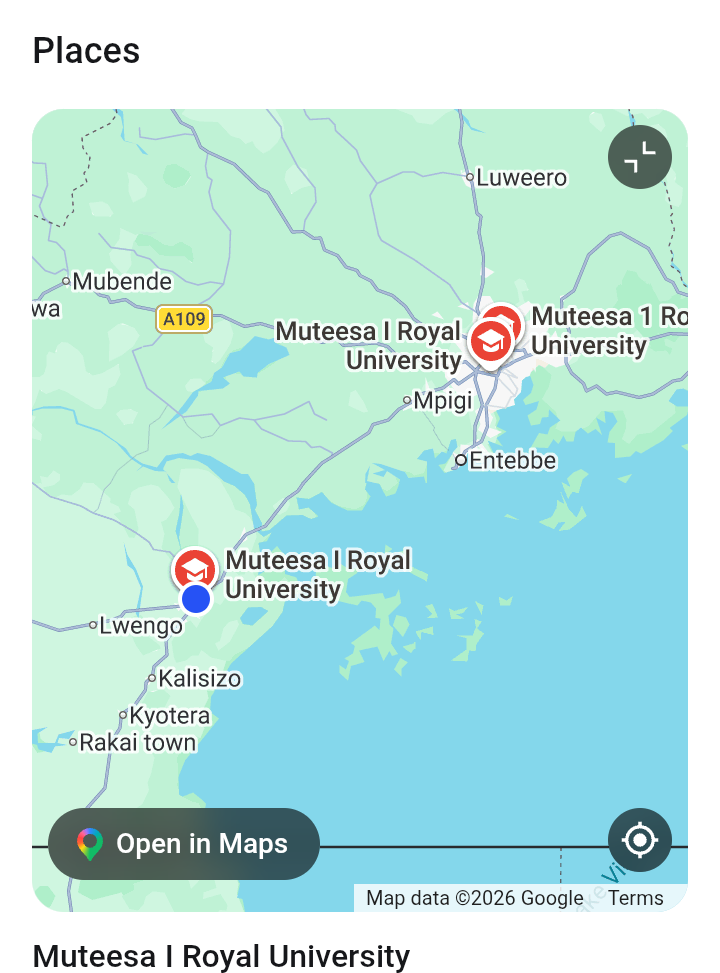 Places
Luweero
Mubende
wa
A109
Muteesa I Royal
University
Muteesa 1 Ro
University
Mpigi
Entebbe
Muteesa I Royal
University
Lwengo
Kalisizo
Kyotera
Rakai town
Open in Maps
Map data ©2026 Google
Terms
Muteesa I Royal University